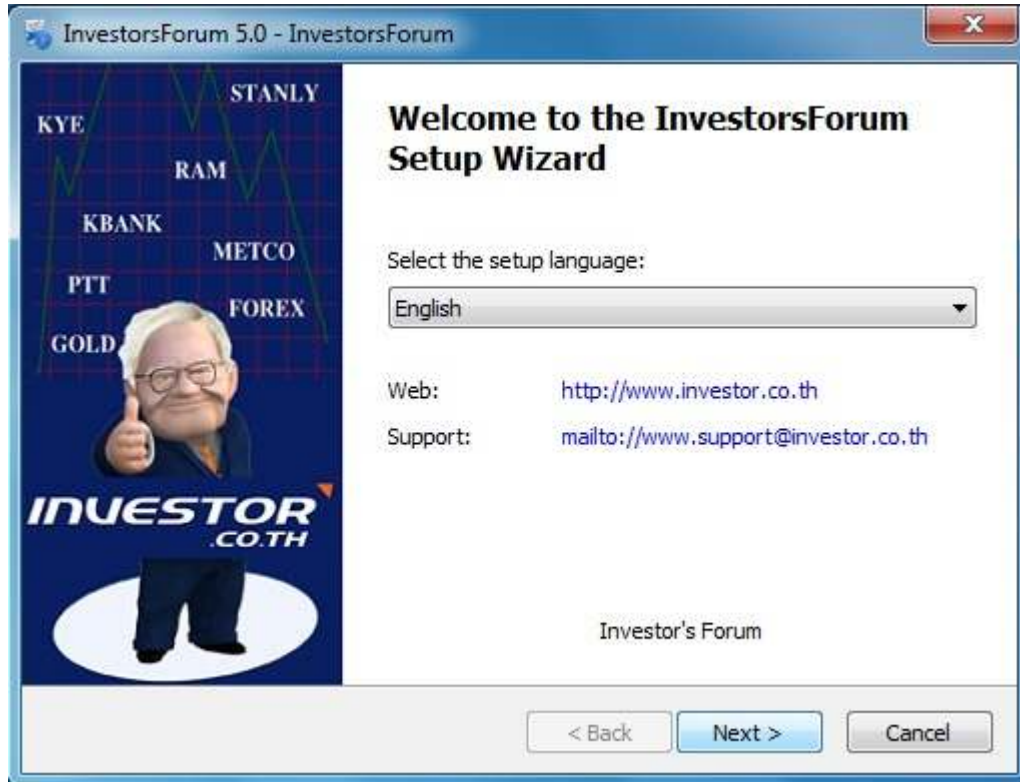 InvestorsForum 5.0 - InvestorsForum
STANLY
KYE
RAM
KBANK
METCO
PTT
FOREX
GOLD
INVESTOR
.CO.TH
Welcome to the InvestorsForum
Setup Wizard
Select the setup language:
English
Web: http://www.investor.co.th
Support: mailto://www.support@investor.co.th
Investor's Forum
< Back Next > Cancel